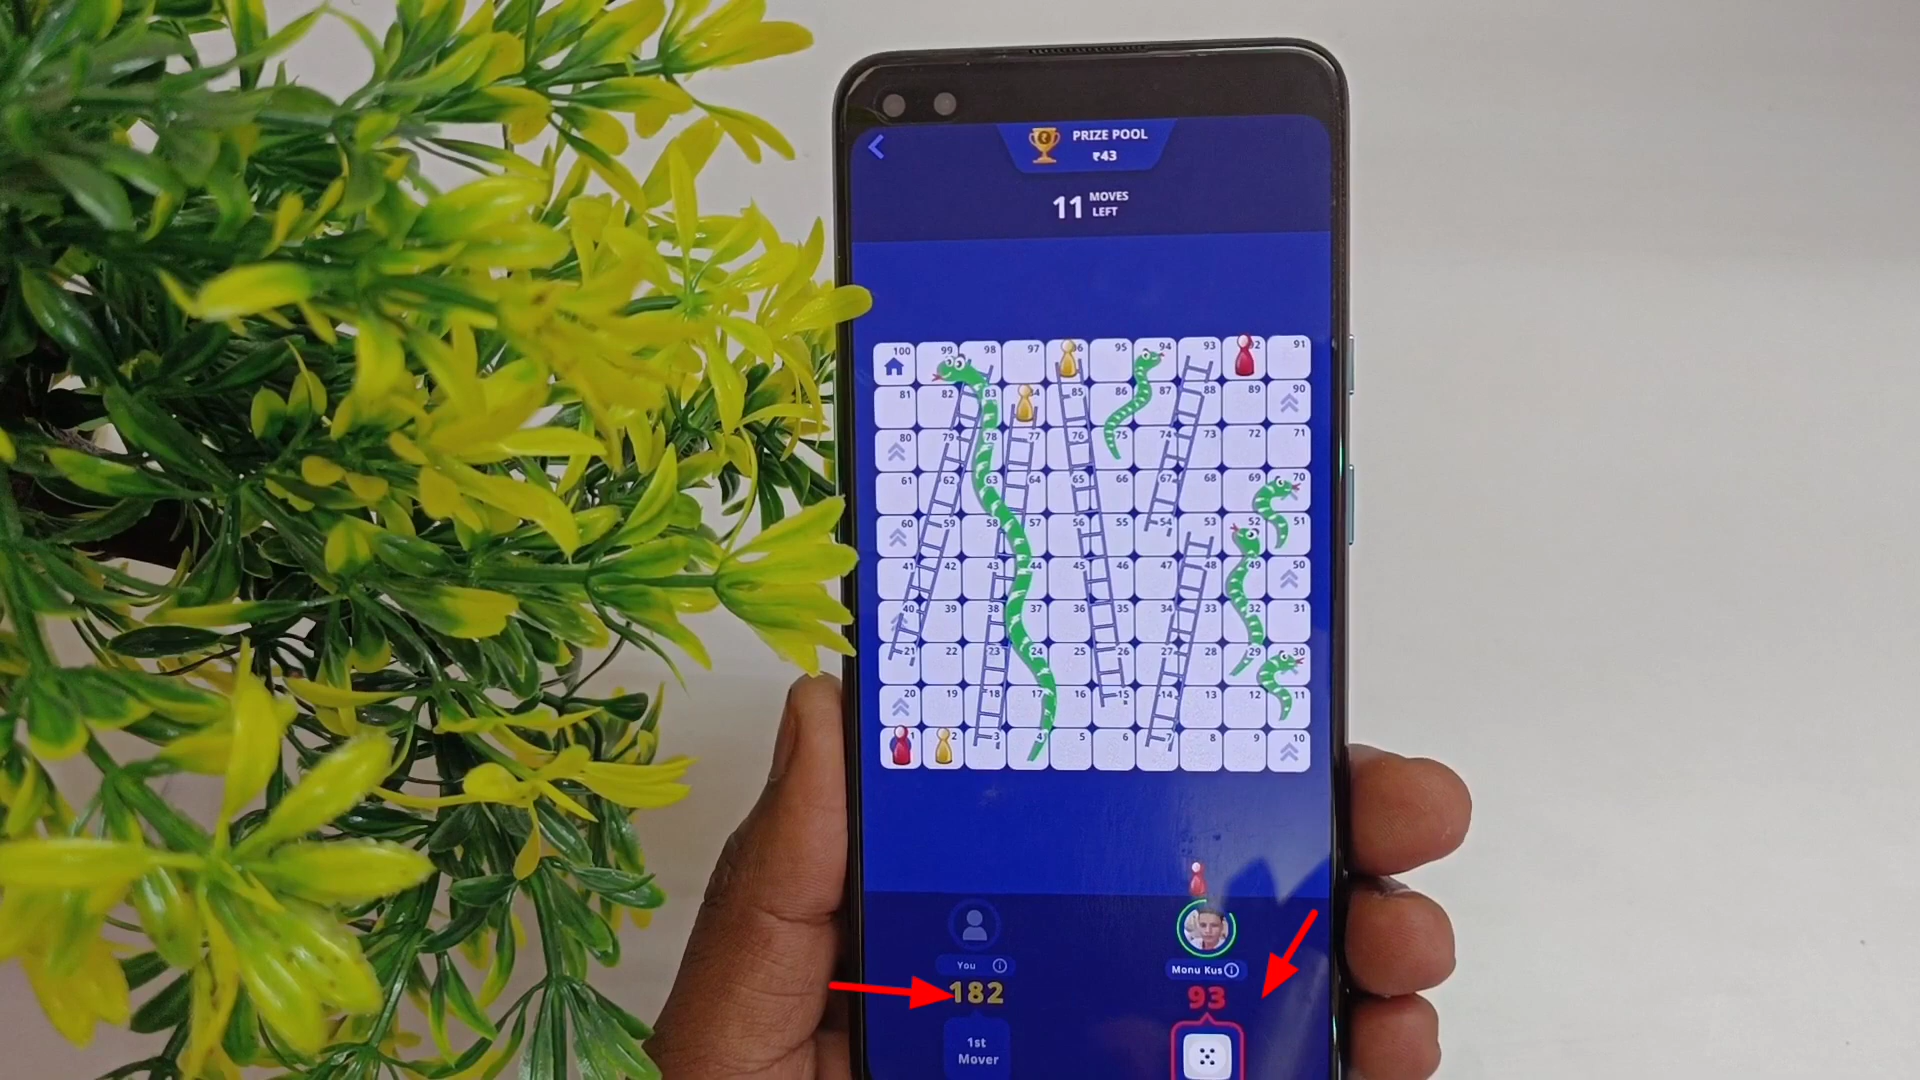 PRIZE POOL
₹43
11 MOVES LEFT
100 99 98 97 96 95 94 93 92 91
81 82 83 84 85 86 87 88 89 90
80 79 78 77 76 75 74 73 72 71
61 62 63 64 65 66 67 68 69 70
60 59 58 57 56 55 54 53 52 51
41 42 43 44 45 46 47 48 49 50
40 39 38 37 36 35 34 33 32 31
21 22 23 24 25 26 27 28 29 30
20 19 18 17 16 15 14 13 12 11
1 2 3 4 5 6 7 8 9 10
You Monu Kus
182 93
1st
Mover